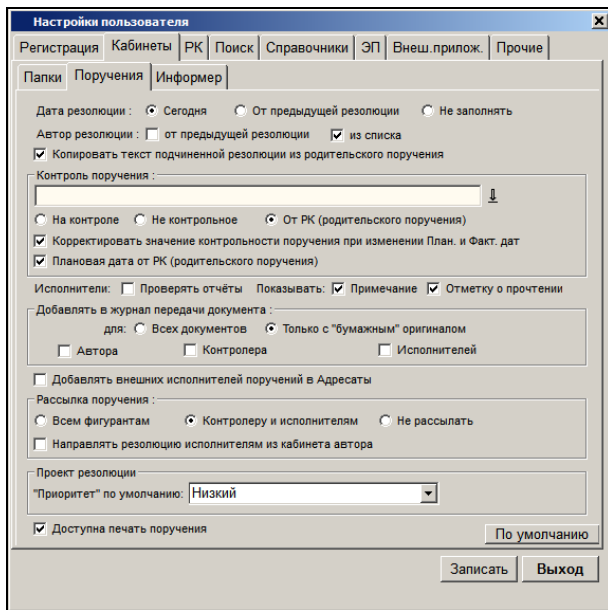 Настройки пользователя
Регистрация Кабинеты РК Поиск Справочники ЭП Внеш.прилож. Прочие
Папки Поручения Информер
Дата резолюции : Сегодня От предыдущей резолюции Не заполнять
Автор резолюции : от предыдущей резолюции из списка
Копировать текст подчиненной резолюции из родительского поручения
Контроль поручения :
На контроле Не контрольное От РК (родительского поручения)
Корректировать значение контрольности поручения при изменении План. и Факт. дат
Плановая дата от РК (родительского поручения)
Исполнители: Проверять отчёты Показывать: Примечание Отметку о прочтении
Добавлять в журнал передачи документа :
для: Всех документов Только с "бумажным" оригиналом
Автора Контролера Исполнителей
Добавлять внешних исполнителей поручений в Адресаты
Рассылка поручения :
Всем фигурантам Контролеру и исполнителям Не рассылать
Направлять резолюцию исполнителям из кабинета автора
Проект резолюции
"Приоритет" по умолчанию: Низкий
Доступна печать поручения
По умолчанию
Записать Выход